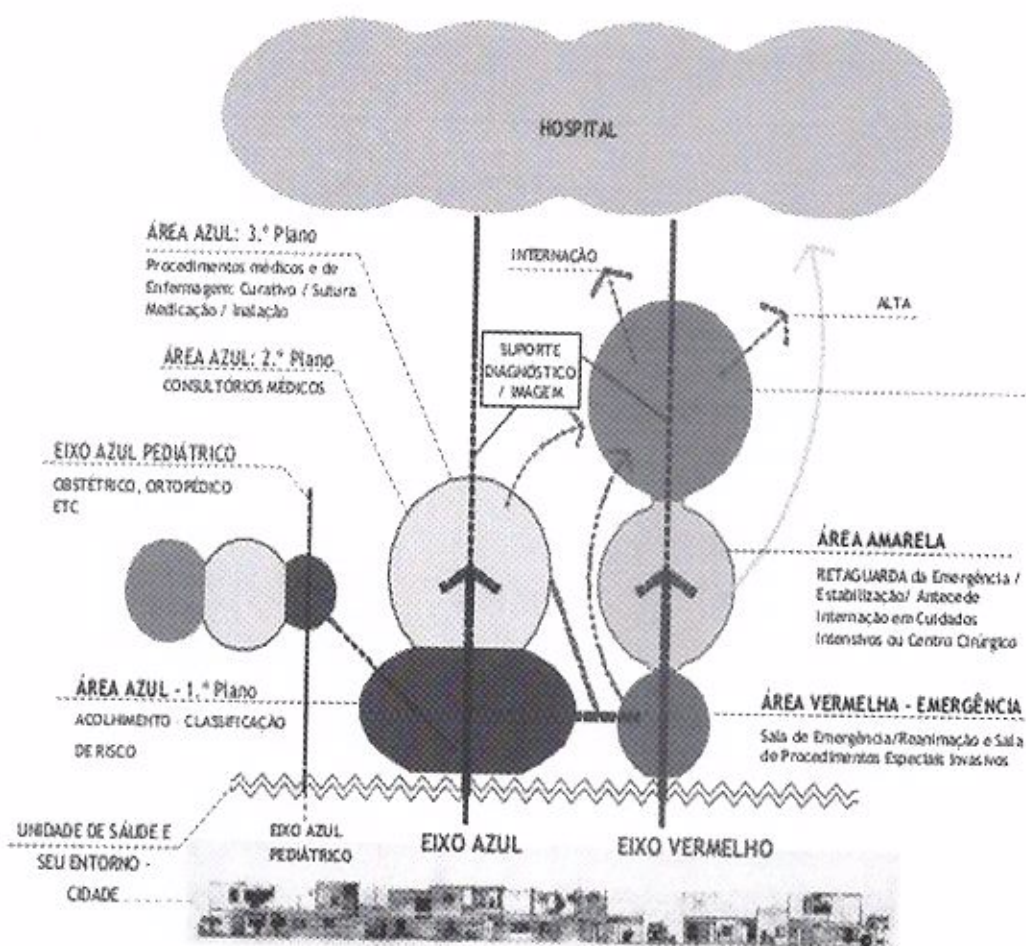 HOSPITAL
ÁREA AZUL: 3.º Plano
Procedimentos médicos e de
Enfermagem: Curativo / Sutura
Medicação / Inalação
INTERNAÇÃO
ALTA
SUPORTE
DIAGNÓSTICO
/ IMAGEM
ÁREA AZUL: 2.º Plano
CONSULTÓRIOS MÉDICOS
EIXO AZUL PEDIÁTRICO
OBSTÉTRICO, ORTOPÉDICO
ETC
ÁREA AMARELA
RETAGUARDA da Emergência /
Estabilização/ Antecede
Internação em Cuidados
Intensivos ou Centro Cirúrgico
ÁREA AZUL - 1.º Plano
ACOLHIMENTO - CLASSIFICAÇÃO
DE RISCO
ÁREA VERMELHA - EMERGÊNCIA
Sala de Emergência/Reanimação e Sala
de Procedimentos Especiais Invasivos
UNIDADE DE SÁUDE E
SEU ENTORNO -
CIDADE
EIXO AZUL
PEDIÁTRICO
EIXO AZUL
EIXO VERMELHO